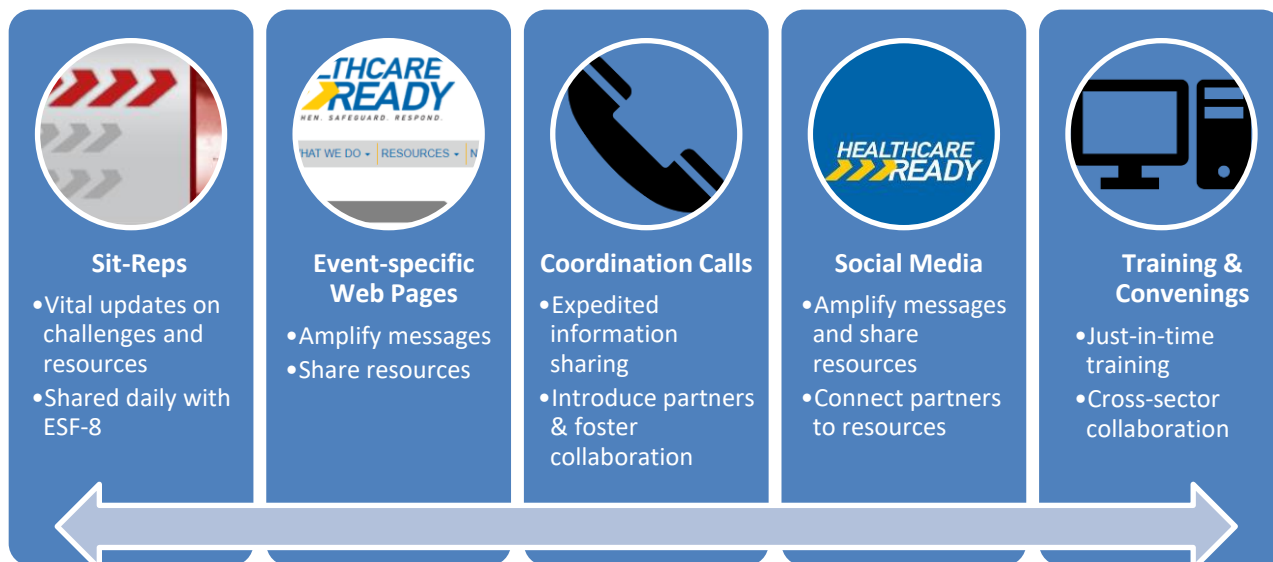 LTHCARE
READY
HEN. SAFEGUARD. RESPOND.
HAT WE DO
RESOURCES
N
HEALTHCARE
READY
Sit-Reps
•Vital updates on
challenges and
resources
•Shared daily with
ESF-8
Event-specific
Web Pages
•Amplify messages
•Share resources
Coordination Calls
•Expedited
information
sharing
•Introduce partners
& foster
collaboration
Social Media
•Amplify messages
and share
resources
•Connect partners
to resources
Training &
Convenings
•Just-in-time
training
•Cross-sector
collaboration